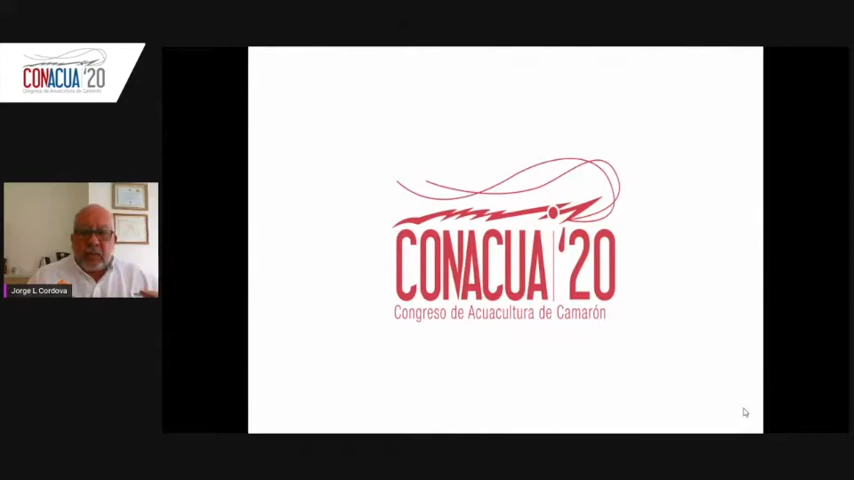 CONACUA '20
Congreso de Acuacultura de Camarón
Jorge L Cordova
CONACUA '20
Congreso de Acuacultura de Camarón